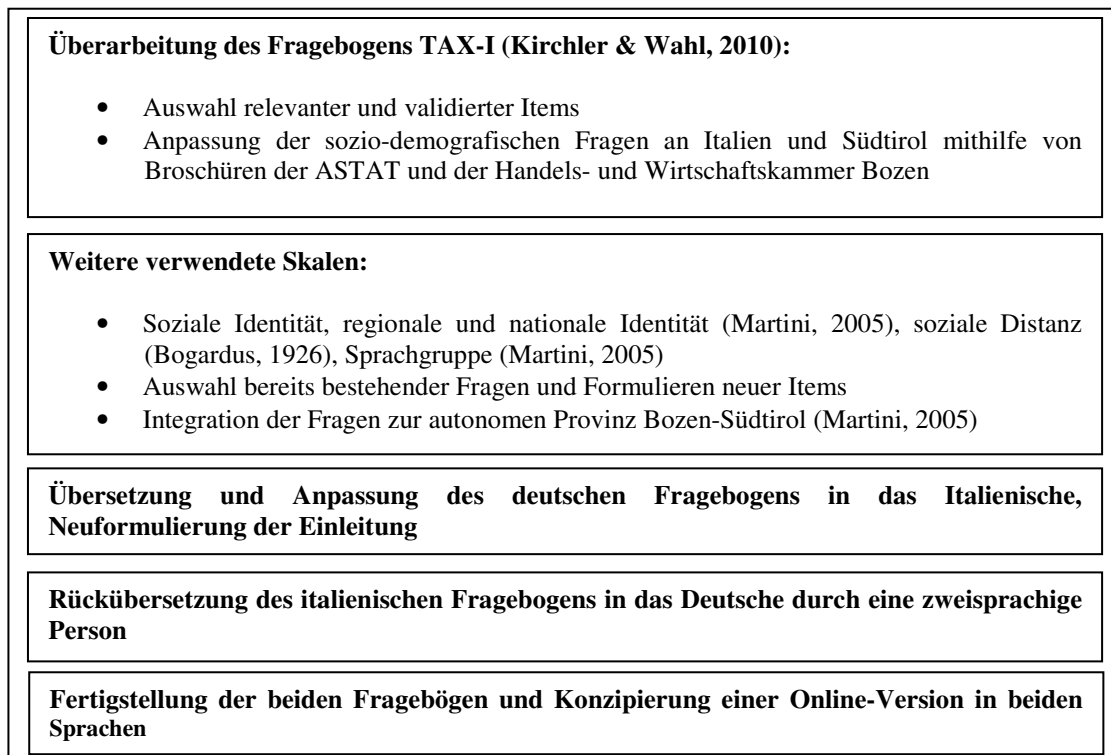 Überarbeitung des Fragebogens TAX-I (Kirchler & Wahl, 2010):
• Auswahl relevanter und validierter Items
• Anpassung der sozio-demografischen Fragen an Italien und Südtirol mithilfe von
Broschüren der ASTAT und der Handels- und Wirtschaftskammer Bozen
Weitere verwendete Skalen:
• Soziale Identität, regionale und nationale Identität (Martini, 2005), soziale Distanz
(Bogardus, 1926), Sprachgruppe (Martini, 2005)
• Auswahl bereits bestehender Fragen und Formulieren neuer Items
• Integration der Fragen zur autonomen Provinz Bozen-Südtirol (Martini, 2005)
Übersetzung und Anpassung des deutschen Fragebogens in das Italienische,
Neuformulierung der Einleitung
Rückübersetzung des italienischen Fragebogens in das Deutsche durch eine zweisprachige
Person
Fertigstellung der beiden Fragebögen und Konzipierung einer Online-Version in beiden
Sprachen